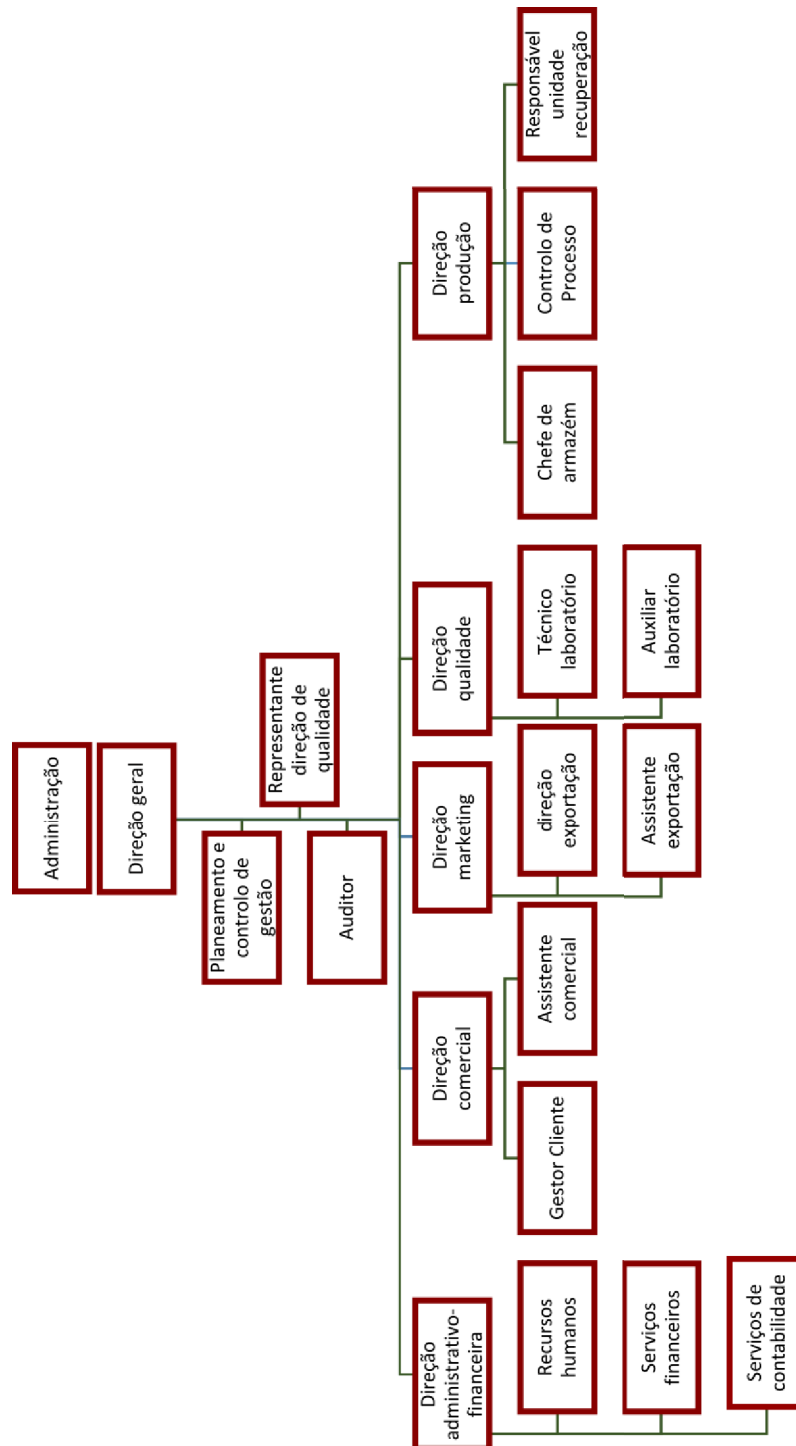 Administração
Direção geral
Planeamento e
controlo de
gestão
Representante
direção de
qualidade
Auditor
Direção
administrativo-
financeira
Direção
comercial
Direção
marketing
Direção
qualidade
Direção
produção
Recursos
humanos
Gestor Cliente
Assistente
comercial
direção
exportação
Técnico
laboratório
Chefe de
armazém
Controlo de
Processo
Responsável
unidade
recuperação
Serviços
financeiros
Assistente
exportação
Auxiliar
laboratório
Serviços de
contabilidade